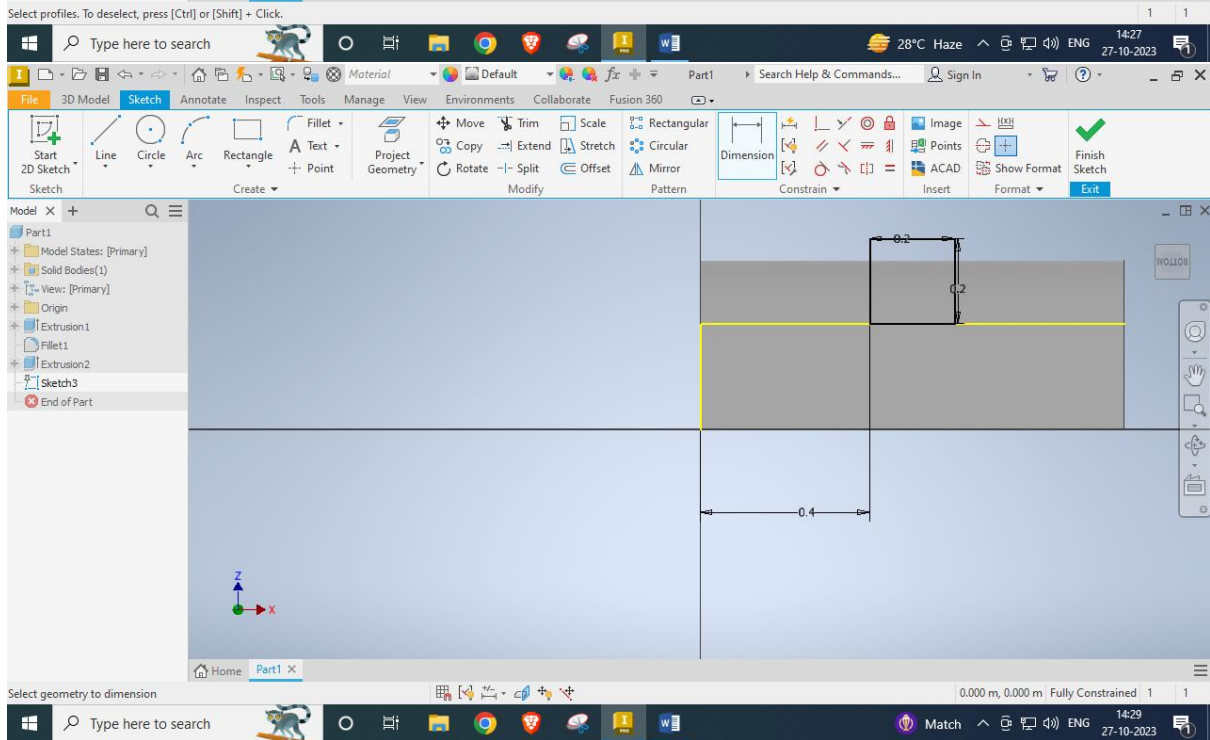 Select profiles. To deselect, press [Ctrl] or [Shift] + Click. 1 1
Type here to search 28°C Haze ENG 14:27
27-10-2023
I PRO Material Default fx Part1 Search Help & Commands... Sign In
File 3D Model Sketch Annotate Inspect Tools Manage View Environments Collaborate Fusion 360
Start 2D Sketch Line Circle Arc Rectangle Fillet Text Point Project Geometry Move Copy Rotate Trim Extend Split Scale Stretch Offset Rectangular Circular Mirror Dimension Image Points ACAD Show Format Finish Sketch
Sketch Create Modify Pattern Constrain Insert Format Exit
Model
Part1
Model States: [Primary]
Solid Bodies(1)
View: [Primary]
Origin
Extrusion1
Fillet1
Extrusion2
Sketch3
End of Part
BOTTOM
0.2
0.2
0.4
Z
X
Home Part1
Select geometry to dimension 0.000 m, 0.000 m Fully Constrained 1 1
Type here to search Match ENG 14:29
27-10-2023